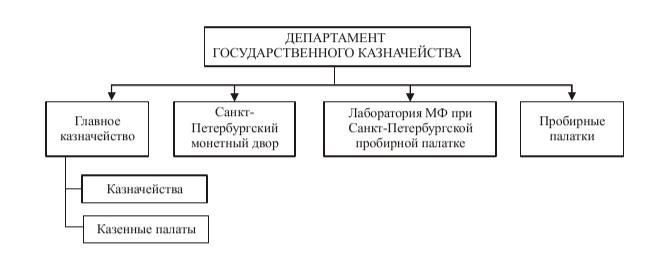 ДЕПАРТАМЕНТ
ГОСУДАРСТВЕННОГО КАЗНАЧЕЙСТВА
Главное
казначейство
Санкт-
Петербургский
монетный двор
Лаборатория МФ при
Санкт-Петербургской
пробирной палатке
Пробирные
палатки
Казначейства
Казенные палаты